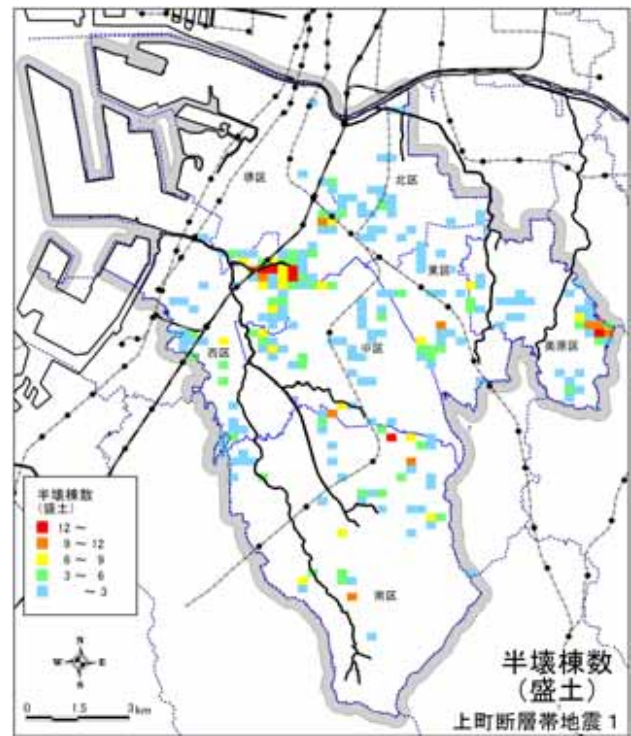 堺区
北区
東区
美原区
中区
西区
南区
半壊棟数
(盛土)
12 ～
9 ～ 12
6 ～ 9
3 ～ 6
～ 3
N
W E
S
0 1.5 3km
半壊棟数
(盛土)
上町断層帯地震1